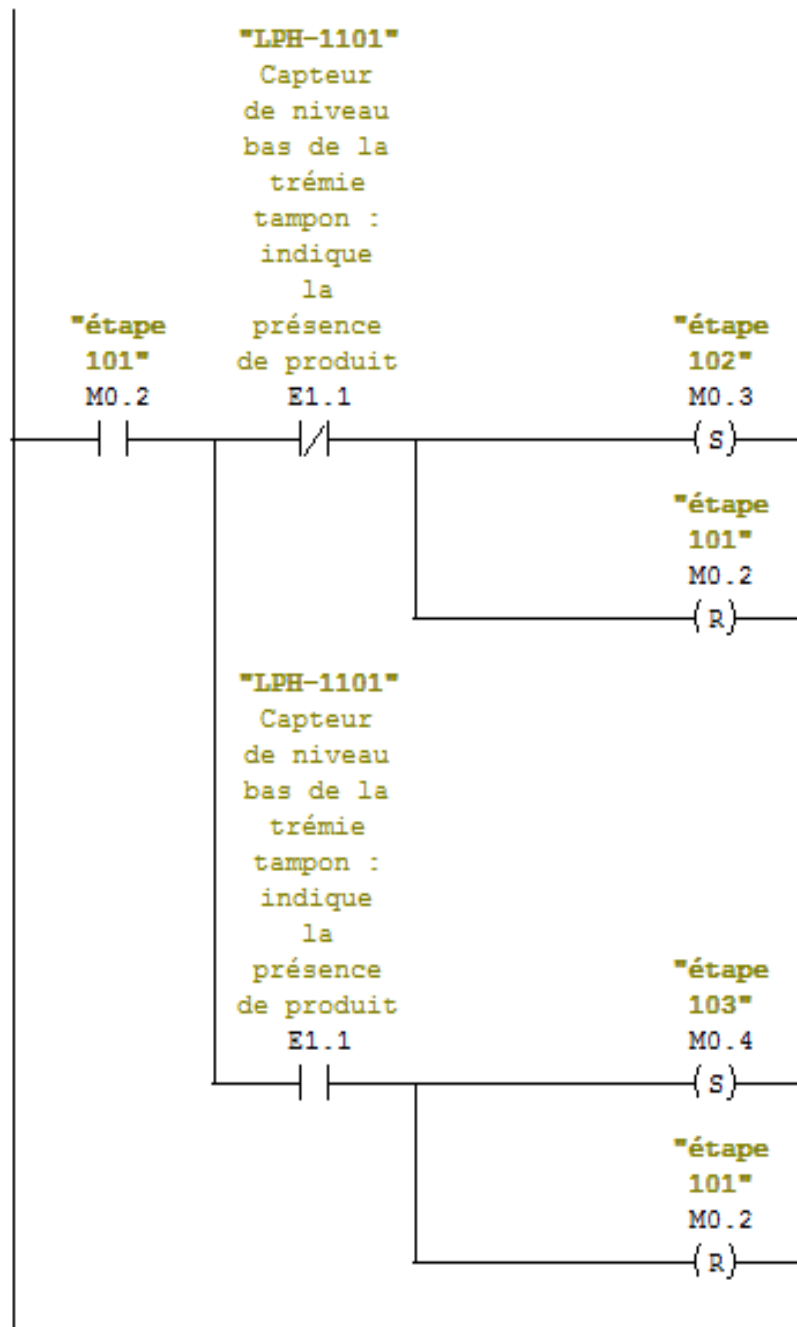 "LPH-1101"
Capteur
de niveau
bas de la
trémie
tampon :
indique
la
présence
de produit
E1.1
"étape
101"
M0.2
"étape
102"
M0.3
S
"étape
101"
M0.2
R
"LPH-1101"
Capteur
de niveau
bas de la
trémie
tampon :
indique
la
présence
de produit
E1.1
"étape
103"
M0.4
S
"étape
101"
M0.2
R